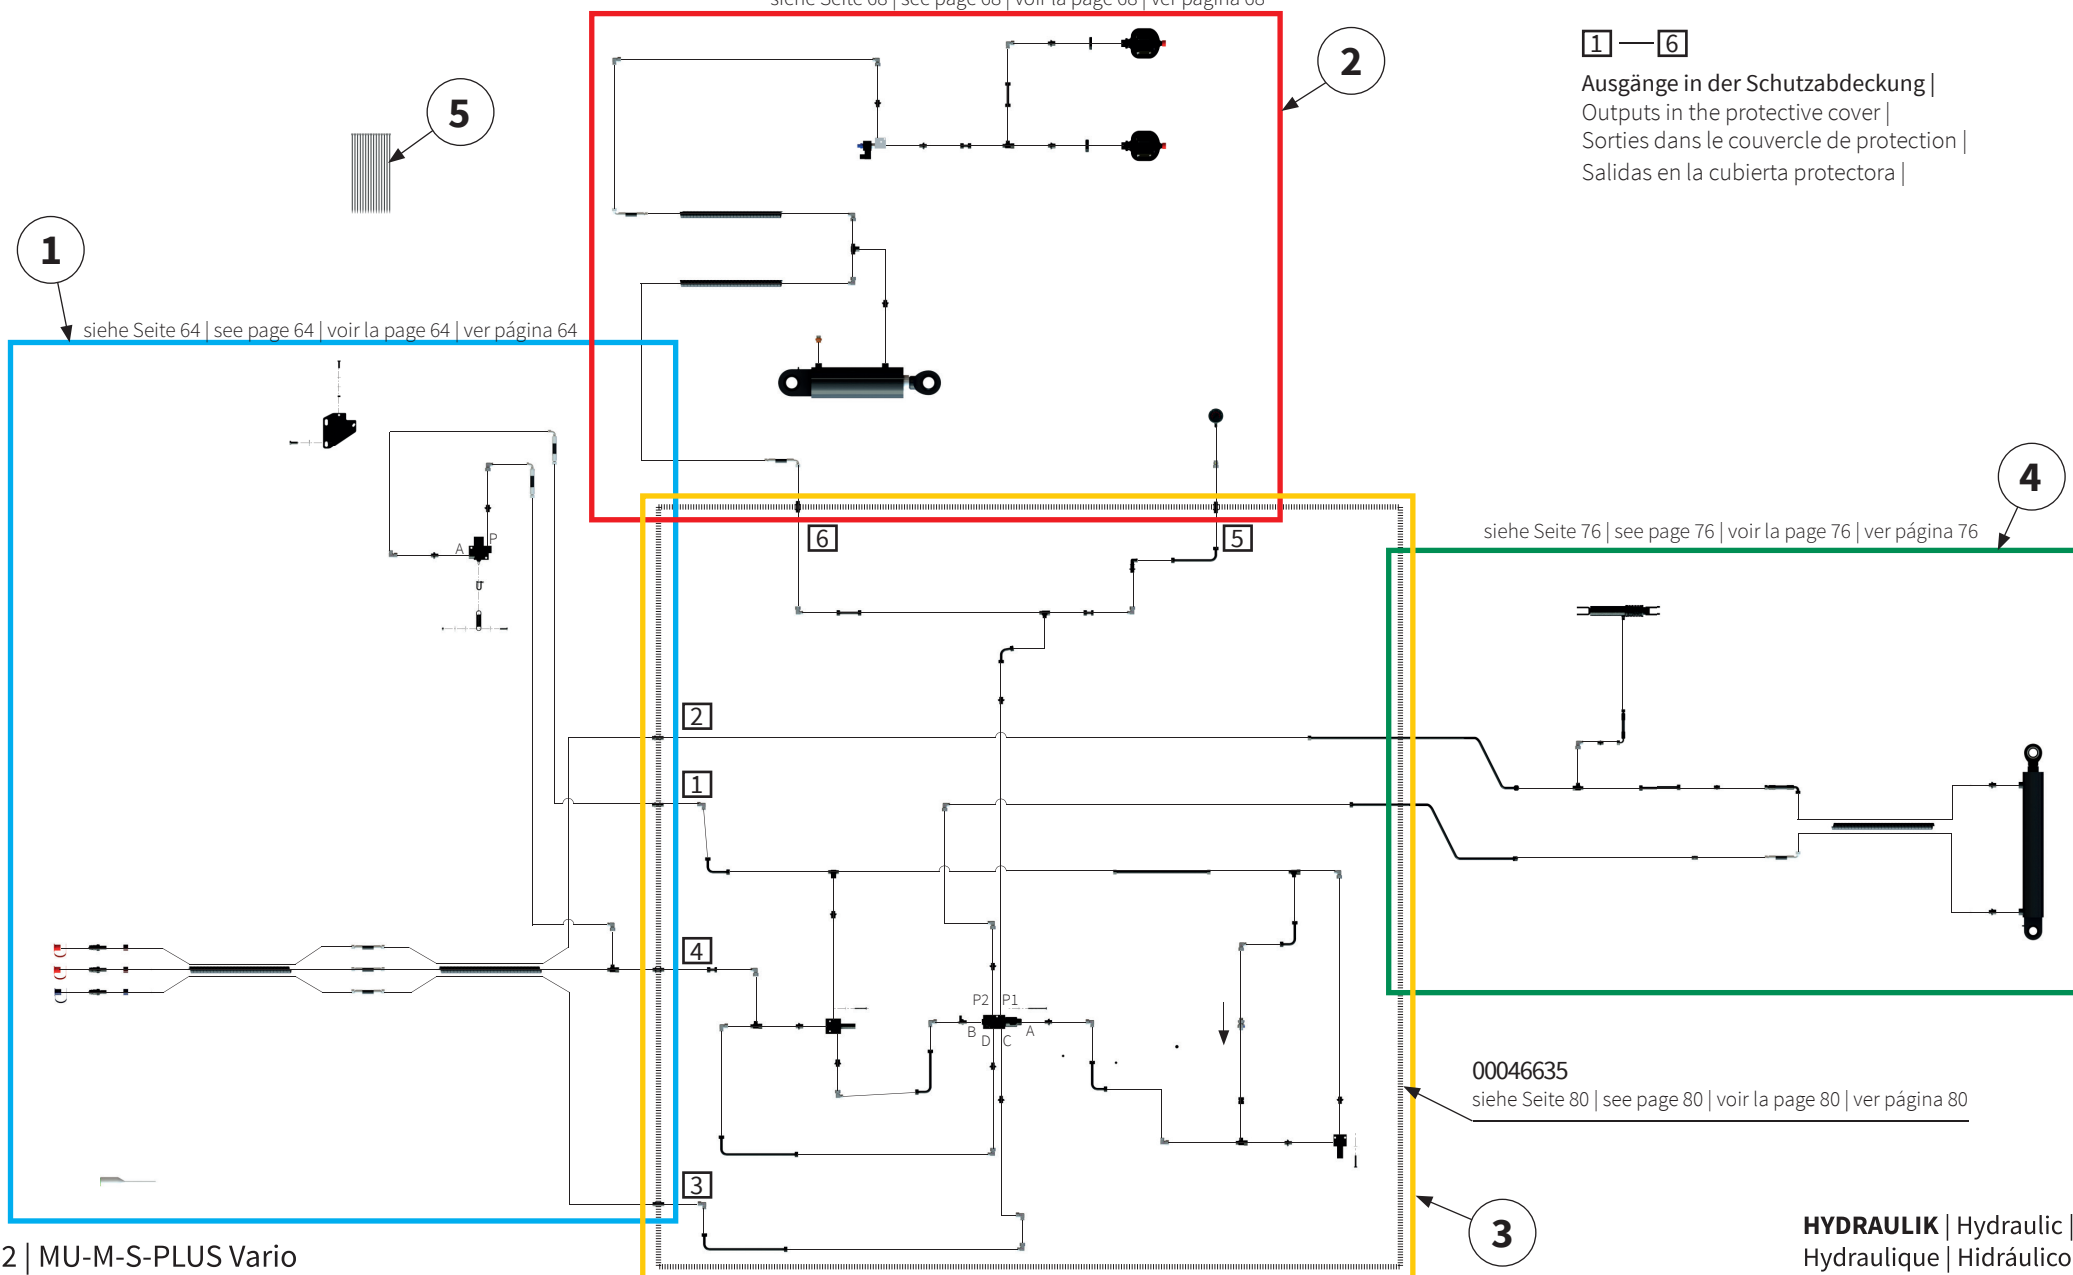 siehe Seite 68 | see page 68 | voir la page 68 | ver página 68
1 — 6
Ausgänge in der Schutzabdeckung |
Outputs in the protective cover |
Sorties dans le couvercle de protection |
Salidas en la cubierta protectora |
2
5
1
siehe Seite 64 | see page 64 | voir la page 64 | ver página 64
4
siehe Seite 76 | see page 76 | voir la page 76 | ver página 76
A P
6
5
2
1
4
P2 P1
B A
D C
00046635
siehe Seite 80 | see page 80 | voir la page 80 | ver página 80
3
3
2 | MU-M-S-PLUS Vario
HYDRAULIK | Hydraulic |
Hydraulique | Hidráulico